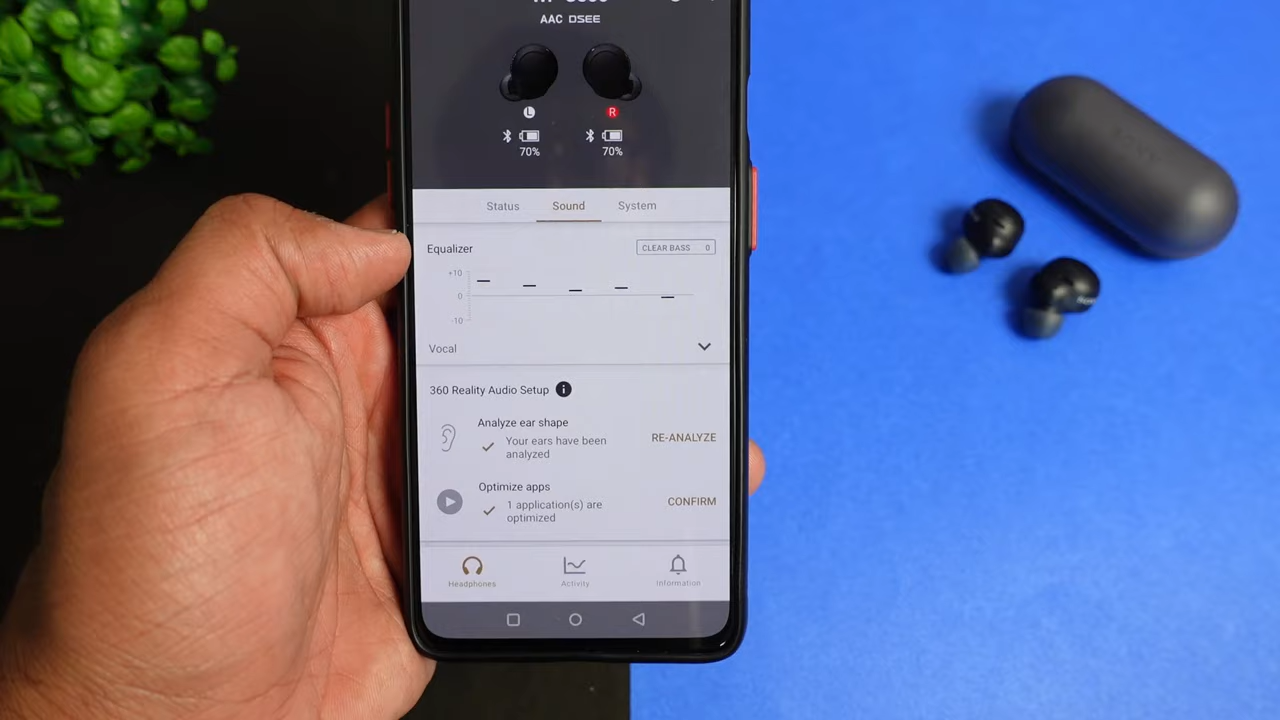 AAC DSEE
L R
70% 70%
Status Sound System
Equalizer CLEAR BASS 0
+10
0
-10
Vocal
360 Reality Audio Setup i
Analyze ear shape
Your ears have been
analyzed
RE-ANALYZE
Optimize apps
1 application(s) are
optimized
CONFIRM
Headphones Activity Information
SONY